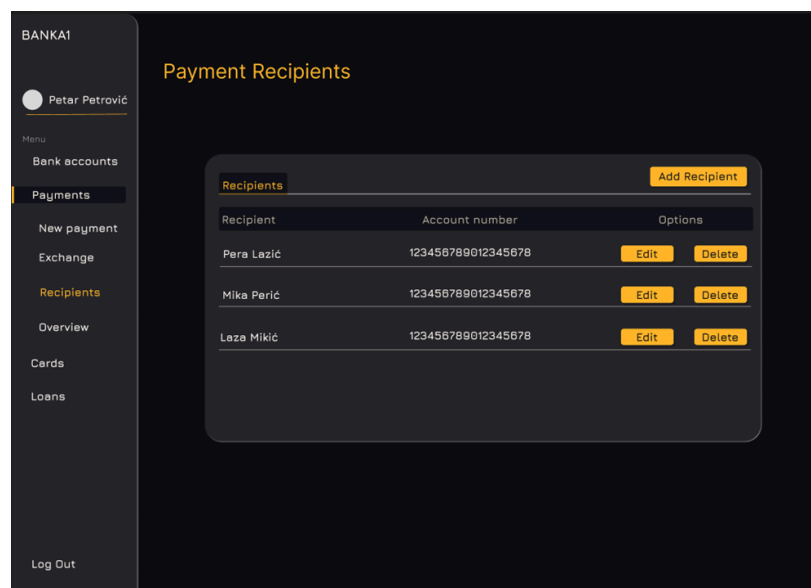 BANKA1
Petar Petrović
Menu
Bank accounts
Payments
New payment
Exchange
Recipients
Overview
Cards
Loans
Log Out
Payment Recipients
Recipients
Add Recipient
Recipient Account number Options
Pera Lazić 123456789012345678 Edit Delete
Mika Perić 123456789012345678 Edit Delete
Laza Mikić 123456789012345678 Edit Delete